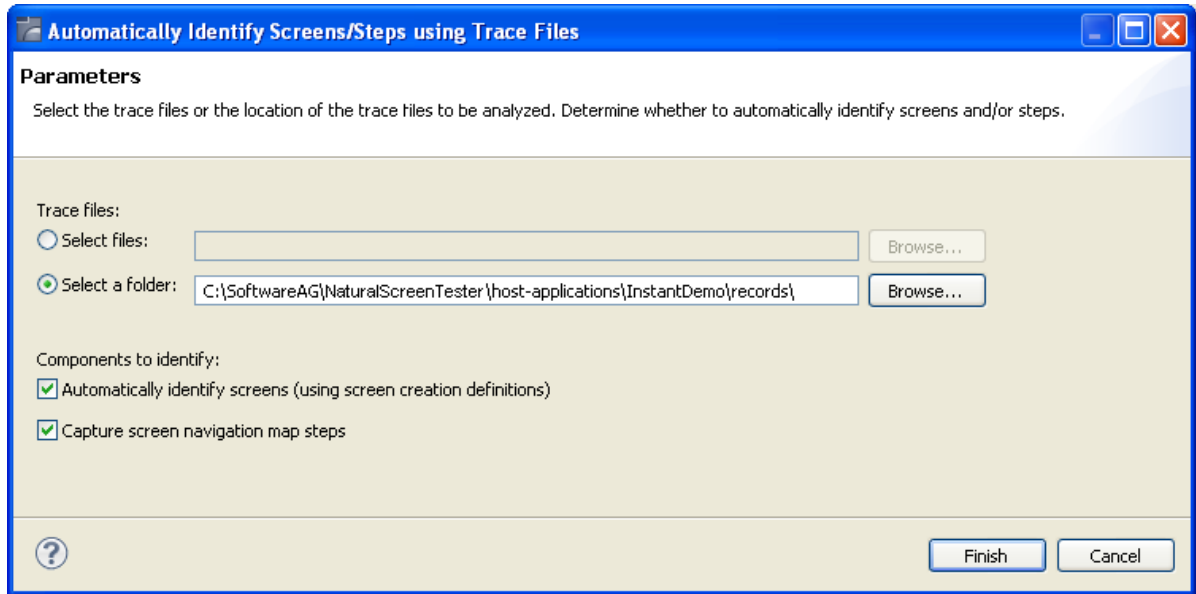 Automatically Identify Screens/Steps using Trace Files
Parameters
Select the trace files or the location of the trace files to be analyzed. Determine whether to automatically identify screens and/or steps.
Trace files:
Select files:
Browse...
Select a folder: C:\SoftwareAG\NaturalScreenTester\host-applications\InstantDemo\records\ Browse...
Components to identify:
Automatically identify screens (using screen creation definitions)
Capture screen navigation map steps
? Finish Cancel